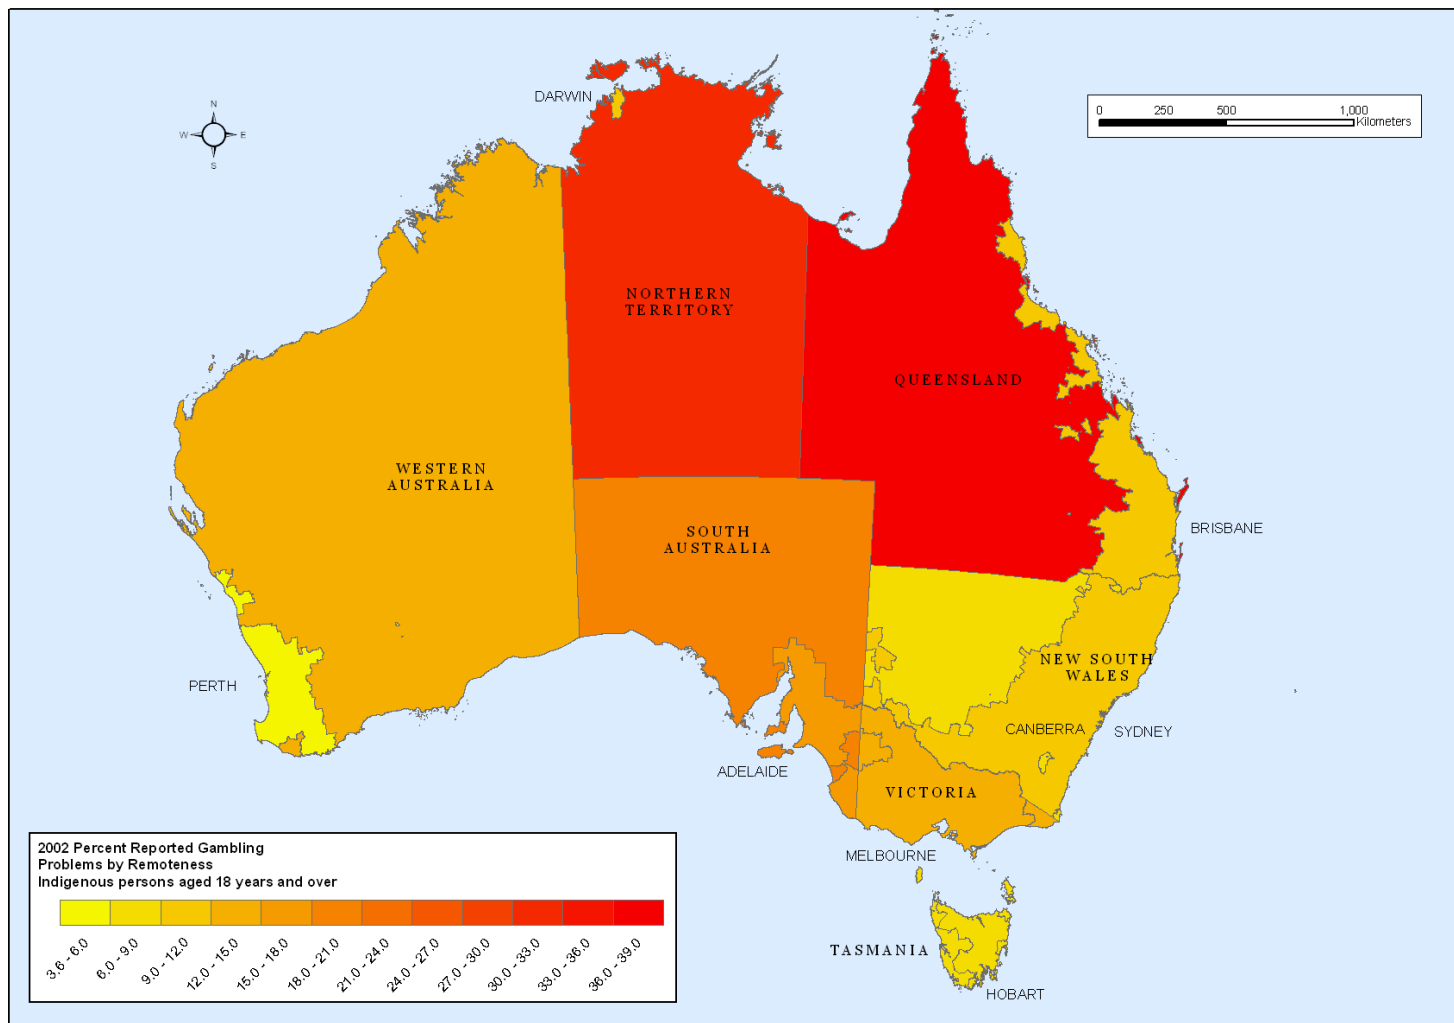 DARWIN
N
W
E
S
0 250 500 1,000
Kilometers
NORTHERN
TERRITORY
QUEENSLAND
WESTERN
AUSTRALIA
SOUTH
AUSTRALIA
BRISBANE
NEW SOUTH
WALES
PERTH
CANBERRA
SYDNEY
ADELAIDE
VICTORIA
MELBOURNE
TASMANIA
HOBART
2002 Percent Reported Gambling
Problems by Remoteness
Indigenous persons aged 18 years and over
3.6 - 6.0
6.0 - 9.0
9.0 - 12.0
12.0 - 15.0
15.0 - 18.0
18.0 - 21.0
21.0 - 24.0
24.0 - 27.0
27.0 - 30.0
30.0 - 33.0
33.0 - 36.0
36.0 - 39.0